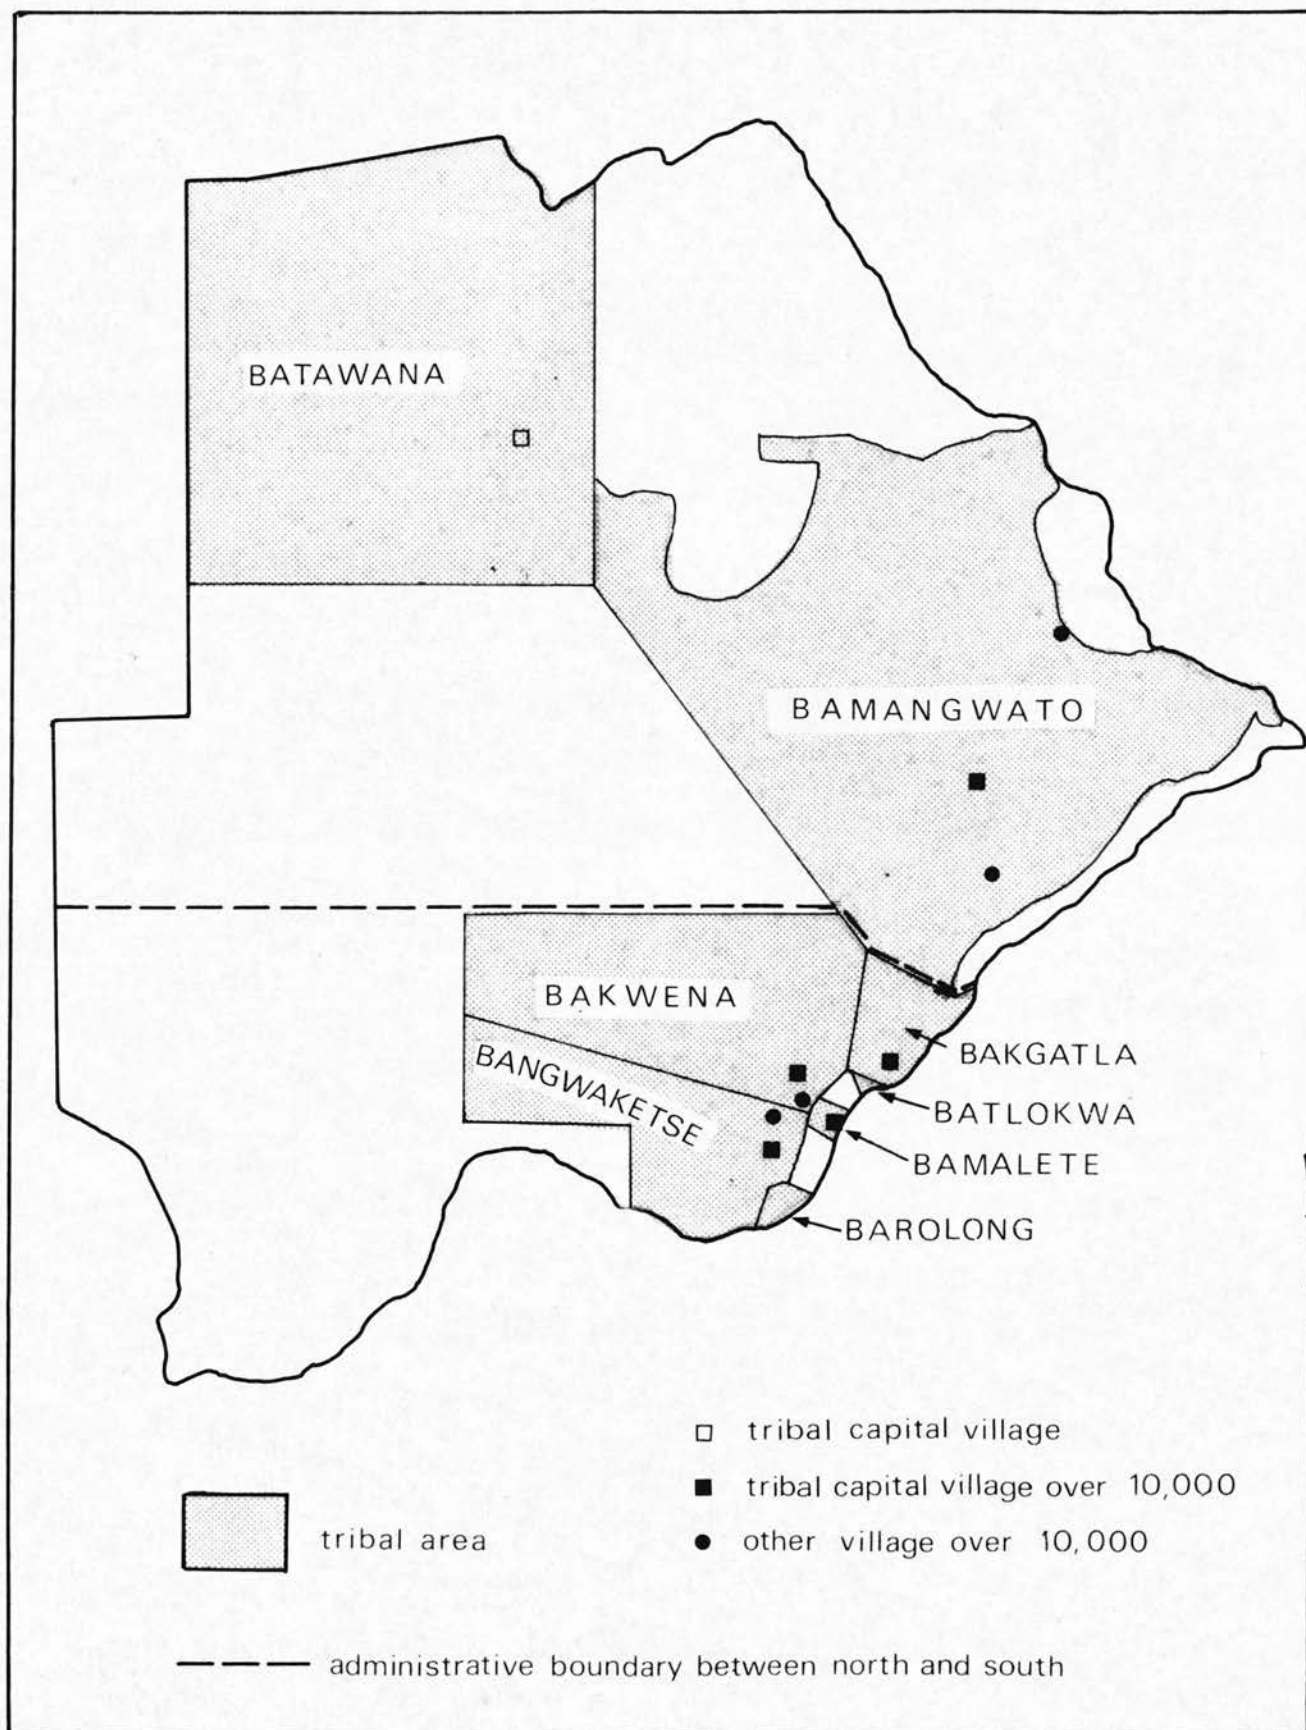 BATAWANA
BAMANGWATO
BAKWENA
BANGWAKETSE
BAKGATLA
BATLOKWA
BAMALETE
BAROLONG
tribal capital village
tribal capital village over 10,000
other village over 10,000
tribal area
administrative boundary between north and south